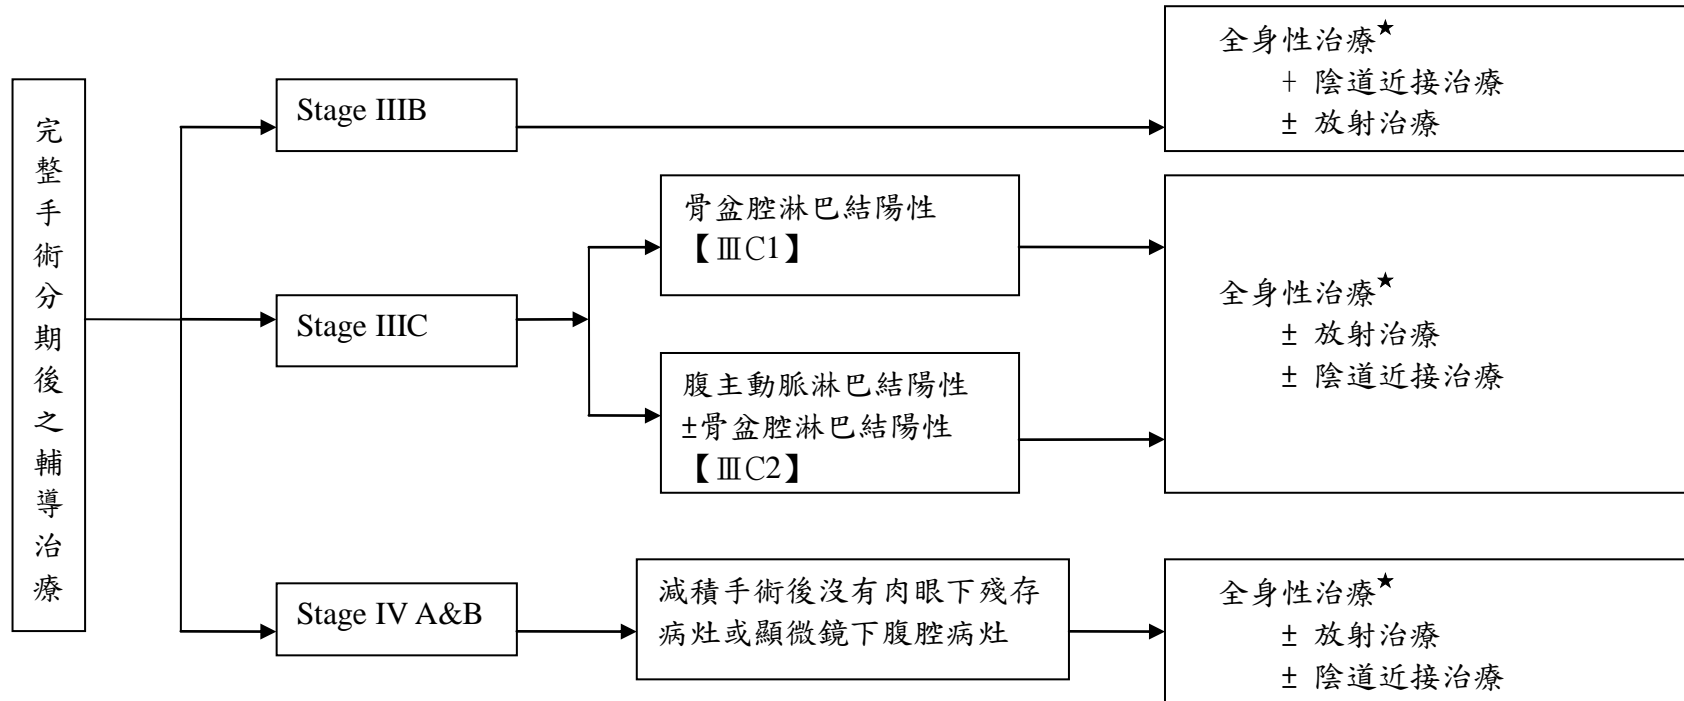 完整手術分期後之輔導治療
Stage IIIB
全身性治療★
+ 陰道近接治療
± 放射治療
Stage IIIC
骨盆腔淋巴結陽性
【ⅢC1】
腹主動脈淋巴結陽性
±骨盆腔淋巴結陽性
【ⅢC2】
全身性治療★
± 放射治療
± 陰道近接治療
Stage IV A&B
減積手術後沒有肉眼下殘存
病灶或顯微鏡下腹腔病灶
全身性治療★
± 放射治療
± 陰道近接治療